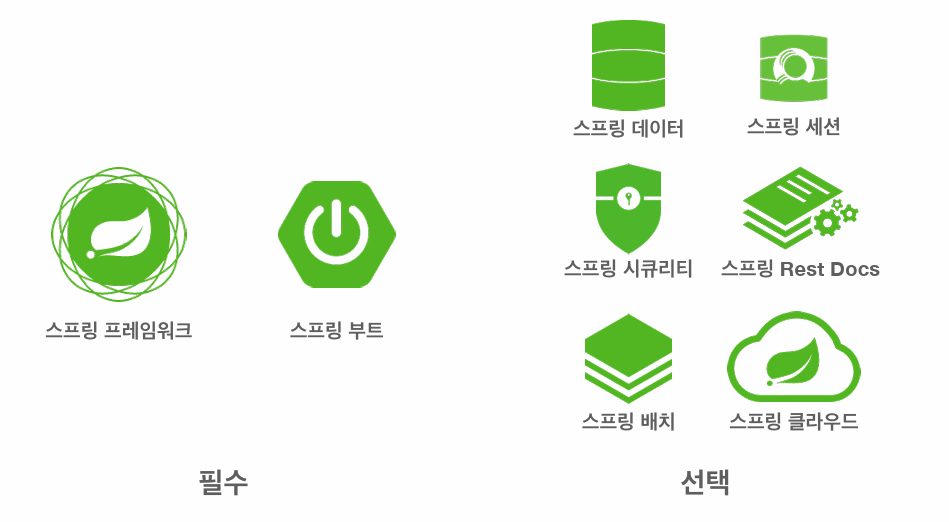 스프링 데이터
스프링 세션
스프링 시큐리티
스프링 Rest Docs
스프링 프레임워크
스프링 부트
스프링 배치
스프링 클라우드
필수
선택